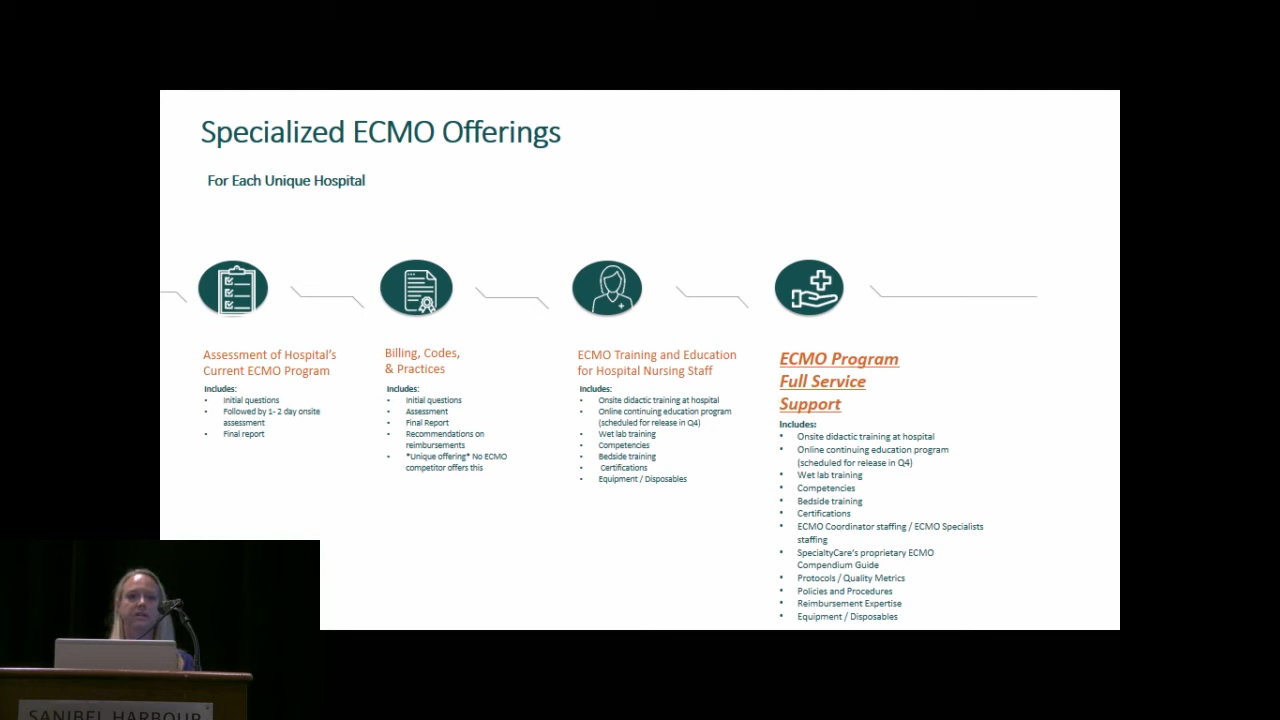 Specialized ECMO Offerings
For Each Unique Hospital
Assessment of Hospital's
Current ECMO Program
Includes:
• Initial questions
• Followed by 1- 2 day onsite
assessment
• Final report
Billing, Codes,
& Practices
Includes:
• Initial questions
• Assessment
• Final Report
• Recommendations on
reimbursements
• *Unique offering* No ECMO
competitor offers this
ECMO Training and Education
for Hospital Nursing Staff
Includes:
• Onsite didactic training at hospital
• Online continuing education program
(scheduled for release in Q4)
• Wet lab training
• Competencies
• Bedside training
• Certifications
• Equipment / Disposables
ECMO Program
Full Service
Support
Includes:
• Onsite didactic training at hospital
• Online continuing education program
(scheduled for release in Q4)
• Wet lab training
• Competencies
• Bedside training
• Certifications
• ECMO Coordinator staffing / ECMO Specialists
staffing
• SpecialtyCare's proprietary ECMO
Compendium Guide
• Protocols / Quality Metrics
• Policies and Procedures
• Reimbursement Expertise
• Equipment / Disposables
SANIBEL HARBOUR